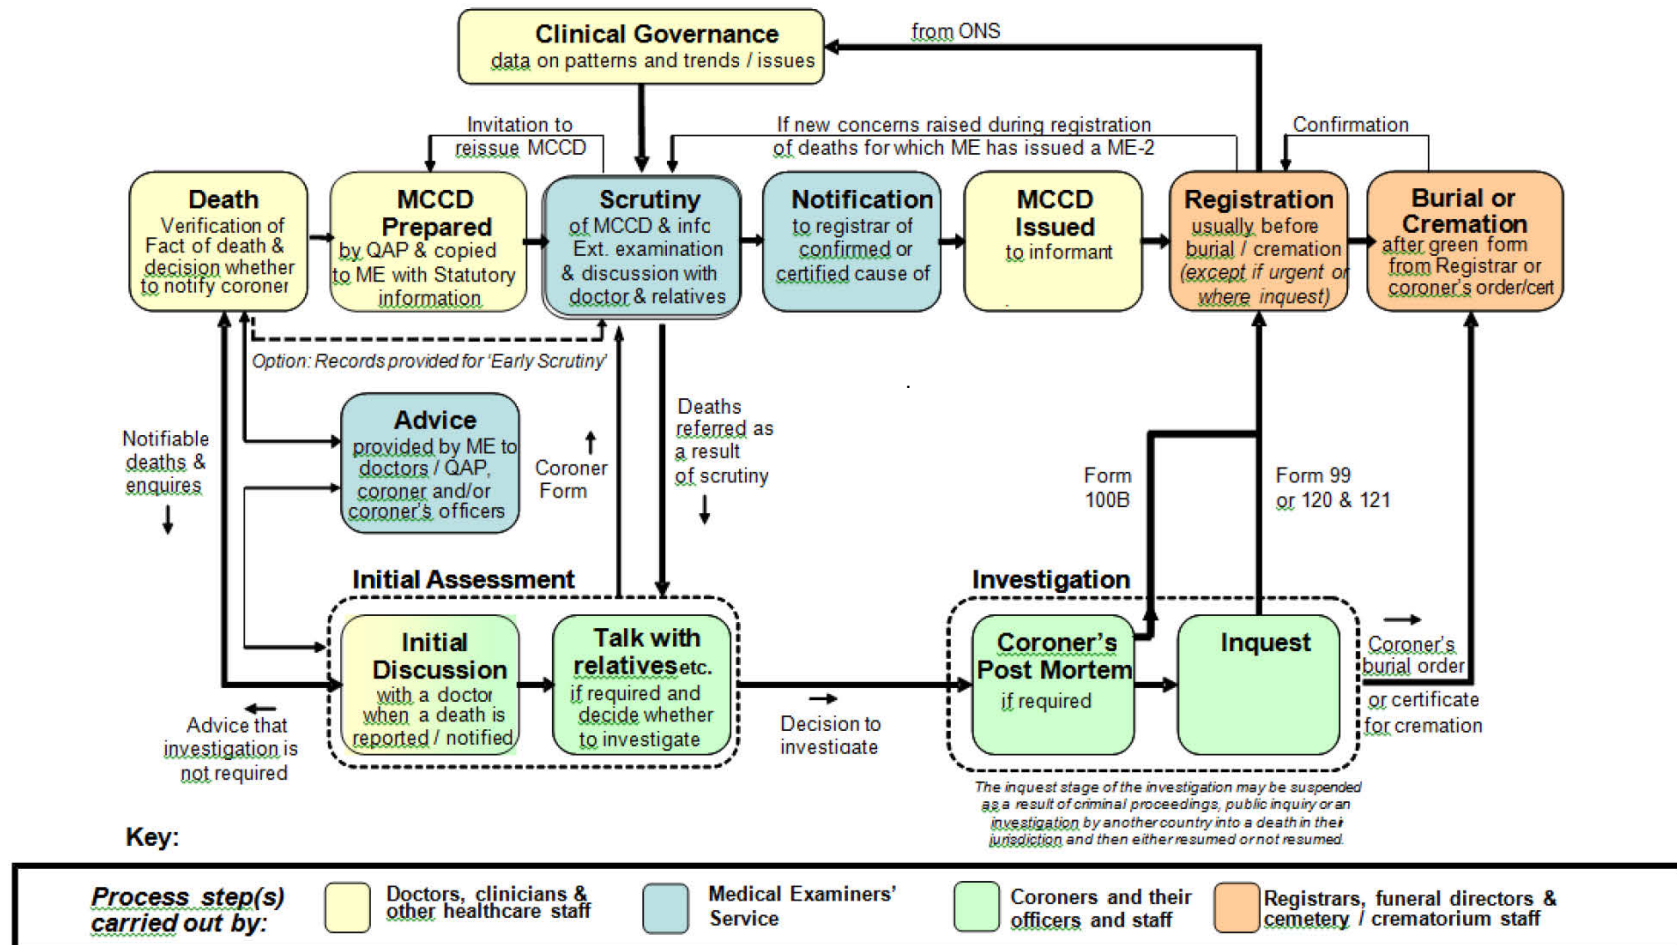 Clinical Governance
data on patterns and trends / issues
from ONS
Invitation to
reissue MCCD
If new concerns raised during registration
of deaths for which ME has issued a ME-2
Confirmation
Death
Verification of
Fact of death &
decision whether
to notify coroner
MCCD
Prepared
by QAP & copied
to ME with Statutory
information
Scrutiny
of MCCD & info
Ext. examination
& discussion with
doctor & relatives
Notification
to registrar of
confirmed or
certified cause of
MCCD
Issued
to informant
Registration
usually before
burial / cremation
(except if urgent or
where inquest)
Burial or
Cremation
after green form
from Registrar or
coroner's order/cert
Option: Records provided for 'Early Scrutiny'
Notifiable
deaths &
enquires
Advice
provided by ME to
doctors / QAP,
coroner and/or
coroner's officers
Coroner
Form
Deaths
referred as
a result
of scrutiny
Form
100B
Form 99
or 120 & 121
Initial Assessment
Initial
Discussion
with a doctor
when a death is
reported / notified
Talk with
relatives etc.
if required and
decide whether
to investigate
Advice that
investigation is
not required
Decision to
investigate
Investigation
Coroner's
Post Mortem
if required
Inquest
Coroner's
burial order
or certificate
for cremation
The inquest stage of the investigation may be suspended
as a result of criminal proceedings, public inquiry or an
investigation by another country into a death in their
jurisdiction and then either resumed or not resumed.
Key:
Process step(s)
carried out by:
Doctors, clinicians &
other healthcare staff
Medical Examiners'
Service
Coroners and their
officers and staff
Registrars, funeral directors &
cemetery / crematorium staff